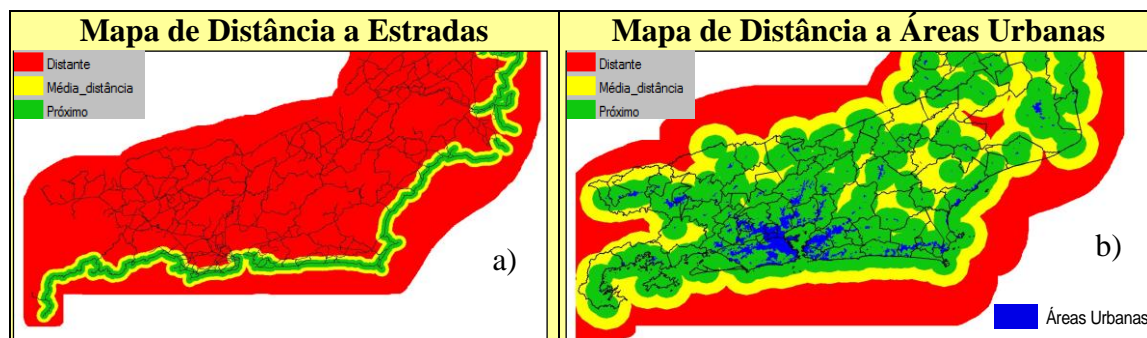 Mapa de Distância a Estradas
Distante
Média_distância
Próximo
a)
Mapa de Distância a Áreas Urbanas
Distante
Média_distância
Próximo
b)
Áreas Urbanas